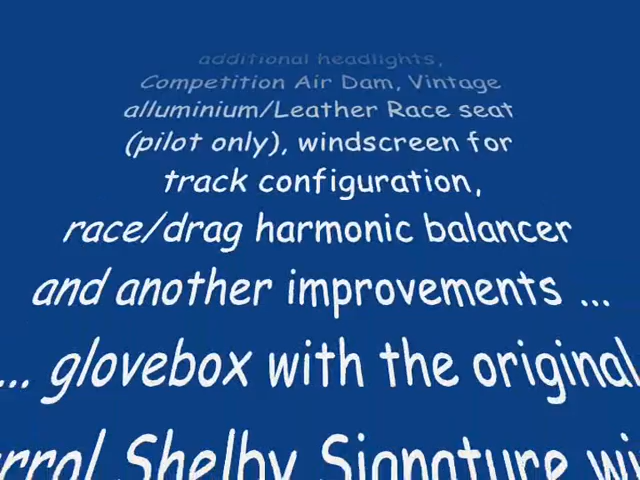 additional headlights,
Competition Air Dam, Vintage
alluminium/Leather Race seat
(pilot only), windscreen for
track configuration,
race/drag harmonic balancer
and another improvements ...
... glovebox with the original
Shelby Signature